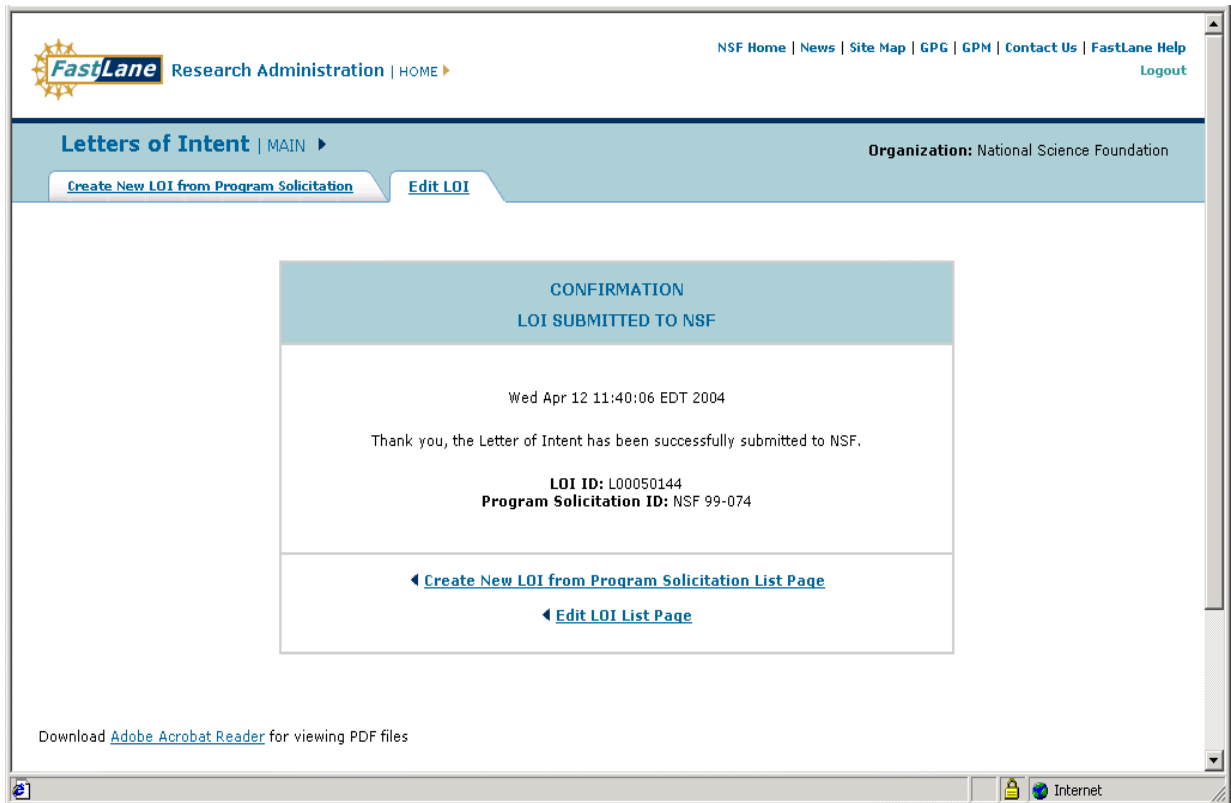 NSF Home | News | Site Map | GPG | GPM | Contact Us | FastLane Help
Logout
FastLane Research Administration | HOME
Letters of Intent | MAIN
Organization: National Science Foundation
Create New LOI from Program Solicitation
Edit LOI
CONFIRMATION
LOI SUBMITTED TO NSF
Wed Apr 12 11:40:06 EDT 2004
Thank you, the Letter of Intent has been successfully submitted to NSF.
LOI ID: L00050144
Program Solicitation ID: NSF 99-074
Create New LOI from Program Solicitation List Page
Edit LOI List Page
Download Adobe Acrobat Reader for viewing PDF files
Internet